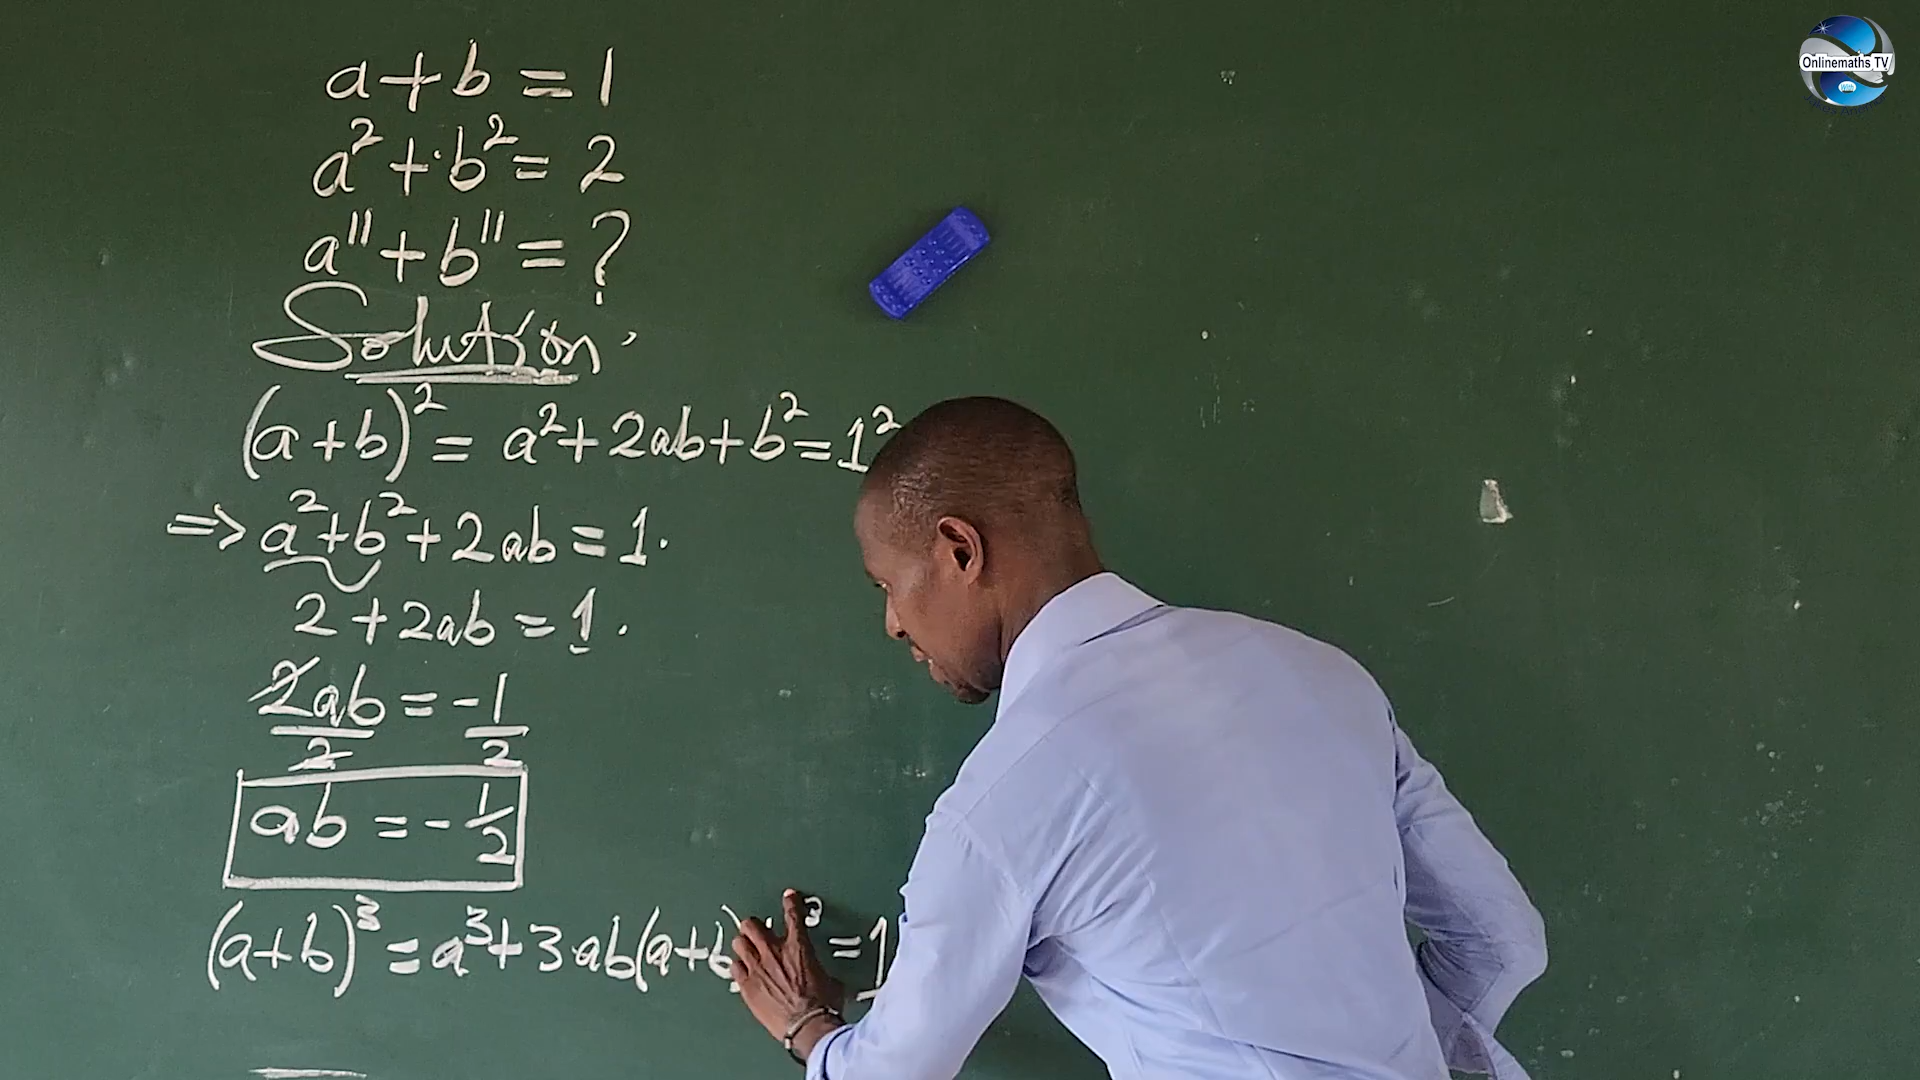 a+b=1
a²+b²=2
a¹¹+b¹¹=?
Solution
(a+b)²= a²+2ab+b²=1²
=> a²+b²+2ab=1.
2+2ab=1.
2ab = -1
2 2
ab = -1/2
(a+b)³=a³+3ab(a+b) ³=1
Onlinemaths TV